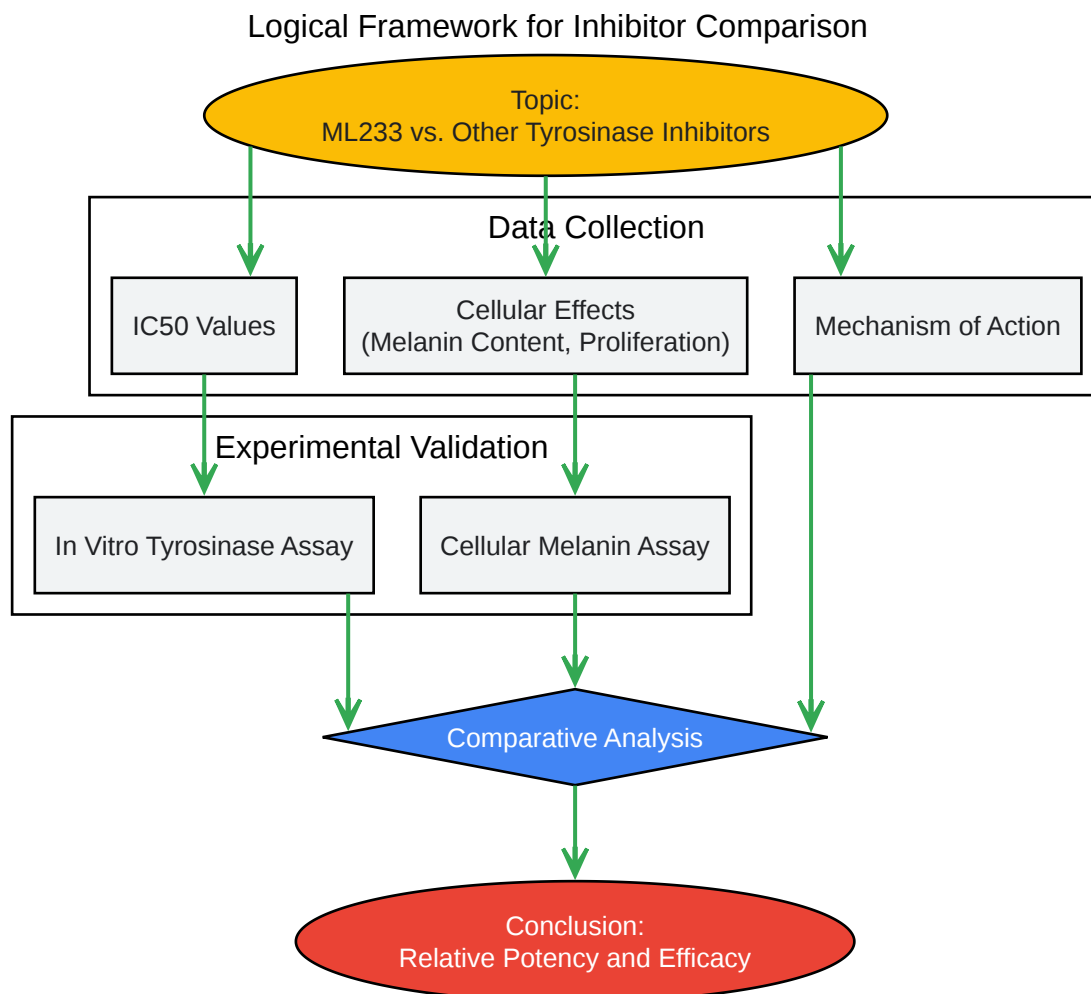 Logical Framework for Inhibitor Comparison
Topic:
ML233 vs. Other Tyrosinase Inhibitors
Data Collection
IC50 Values
Cellular Effects
(Melanin Content, Proliferation)
Mechanism of Action
Experimental Validation
In Vitro Tyrosinase Assay
Cellular Melanin Assay
Comparative Analysis
Conclusion:
Relative Potency and Efficacy